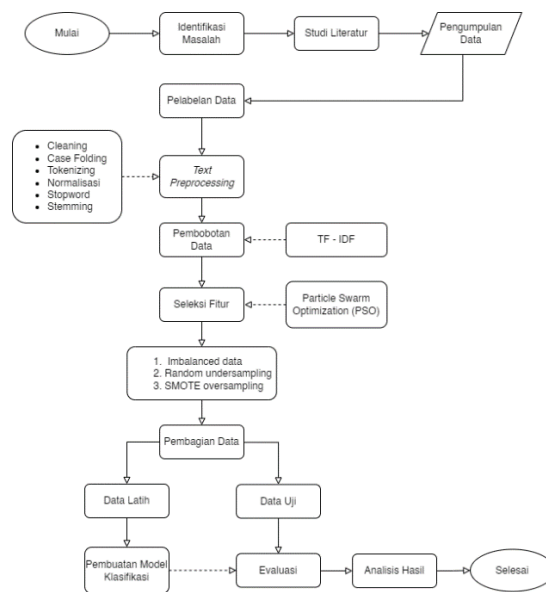 Mulai
Identifikasi
Masalah
Studi Literatur
Pengumpulan
Data
Pelabelan Data
• Cleaning
• Case Folding
• Tokenizing
• Normalisasi
• Stopword
• Stemming
Text
Preprocessing
Pembobotan
Data
TF - IDF
Seleksi Fitur
Particle Swarm
Optimization (PSO)
1. Imbalanced data
2. Random undersampling
3. SMOTE oversampling
Pembagian Data
Data Latih
Data Uji
Pembuatan Model
Klasifikasi
Evaluasi
Analisis Hasil
Selesai